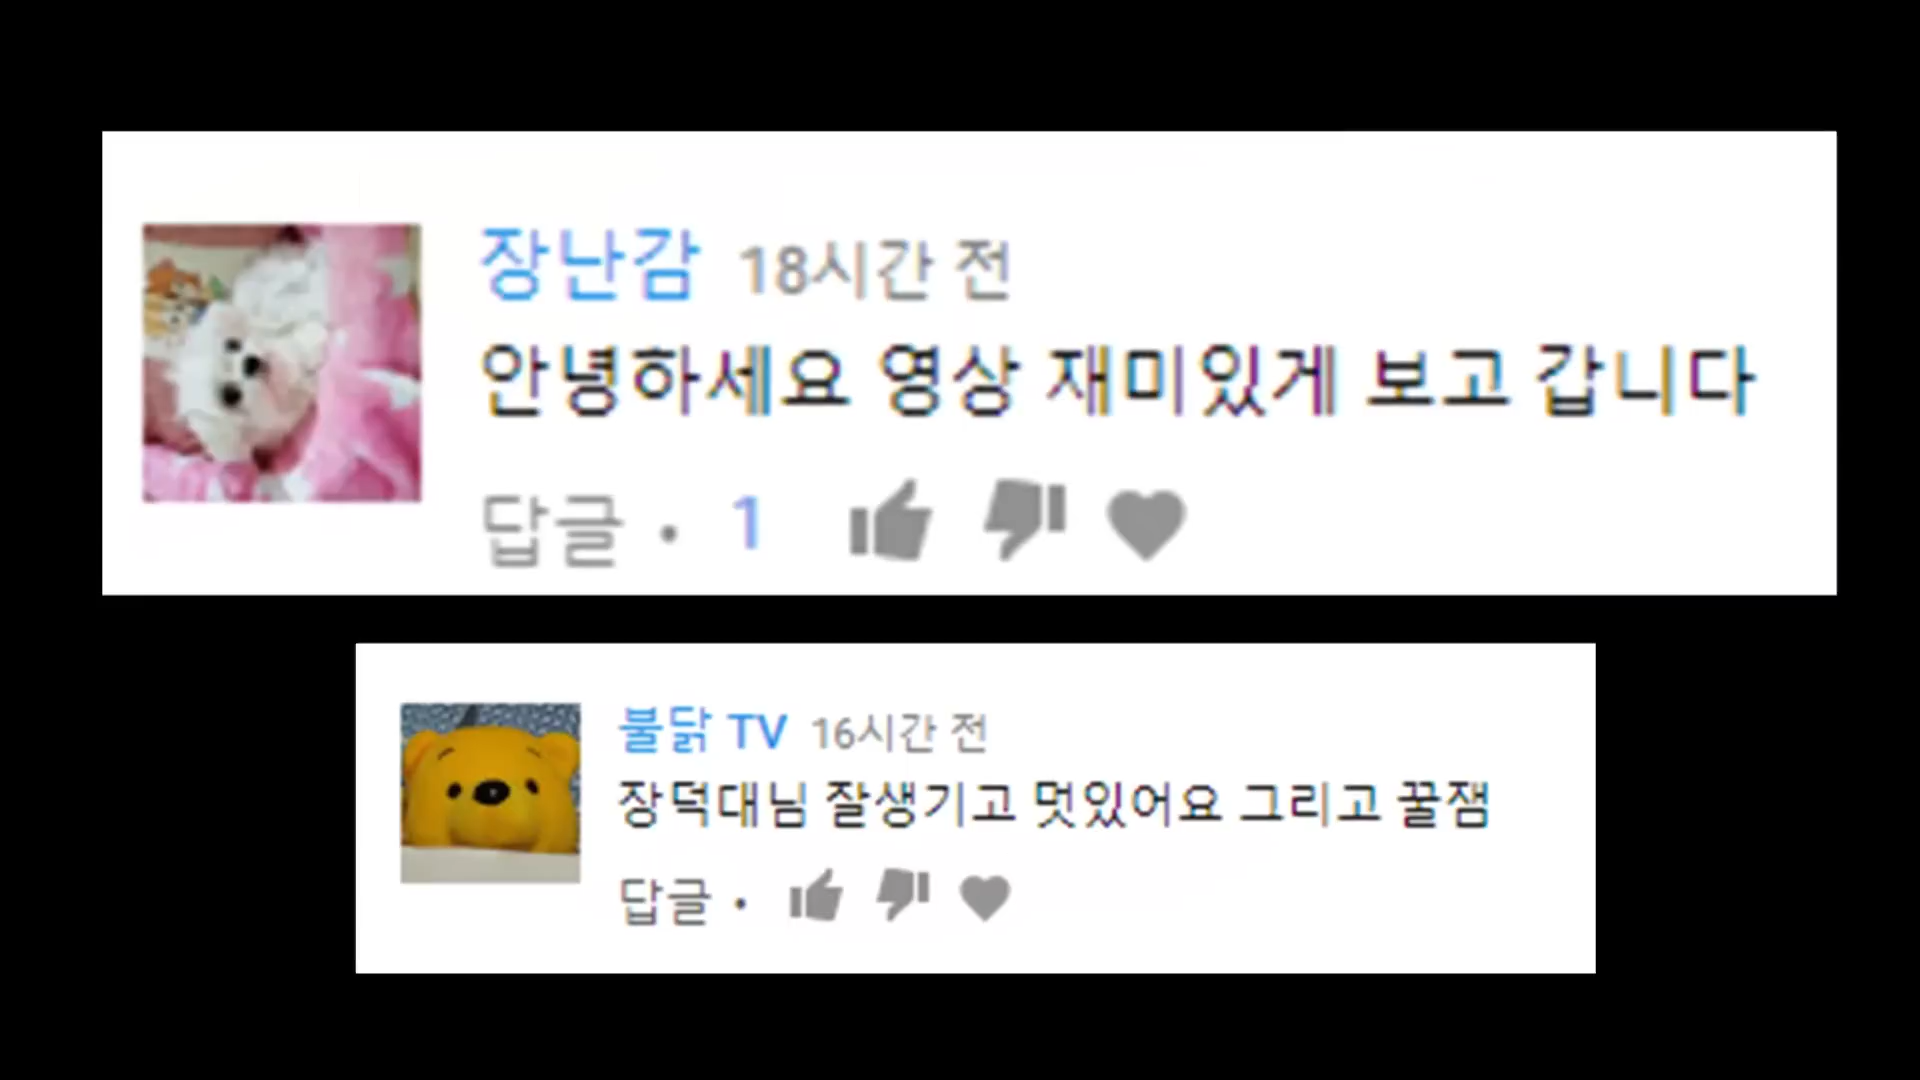 장난감 18시간 전
안녕하세요 영상 재미있게 보고 갑니다
답글 • 1
불닭 TV 16시간 전
장덕대님 잘생기고 멋있어요 그리고 꿀잼
답글 •